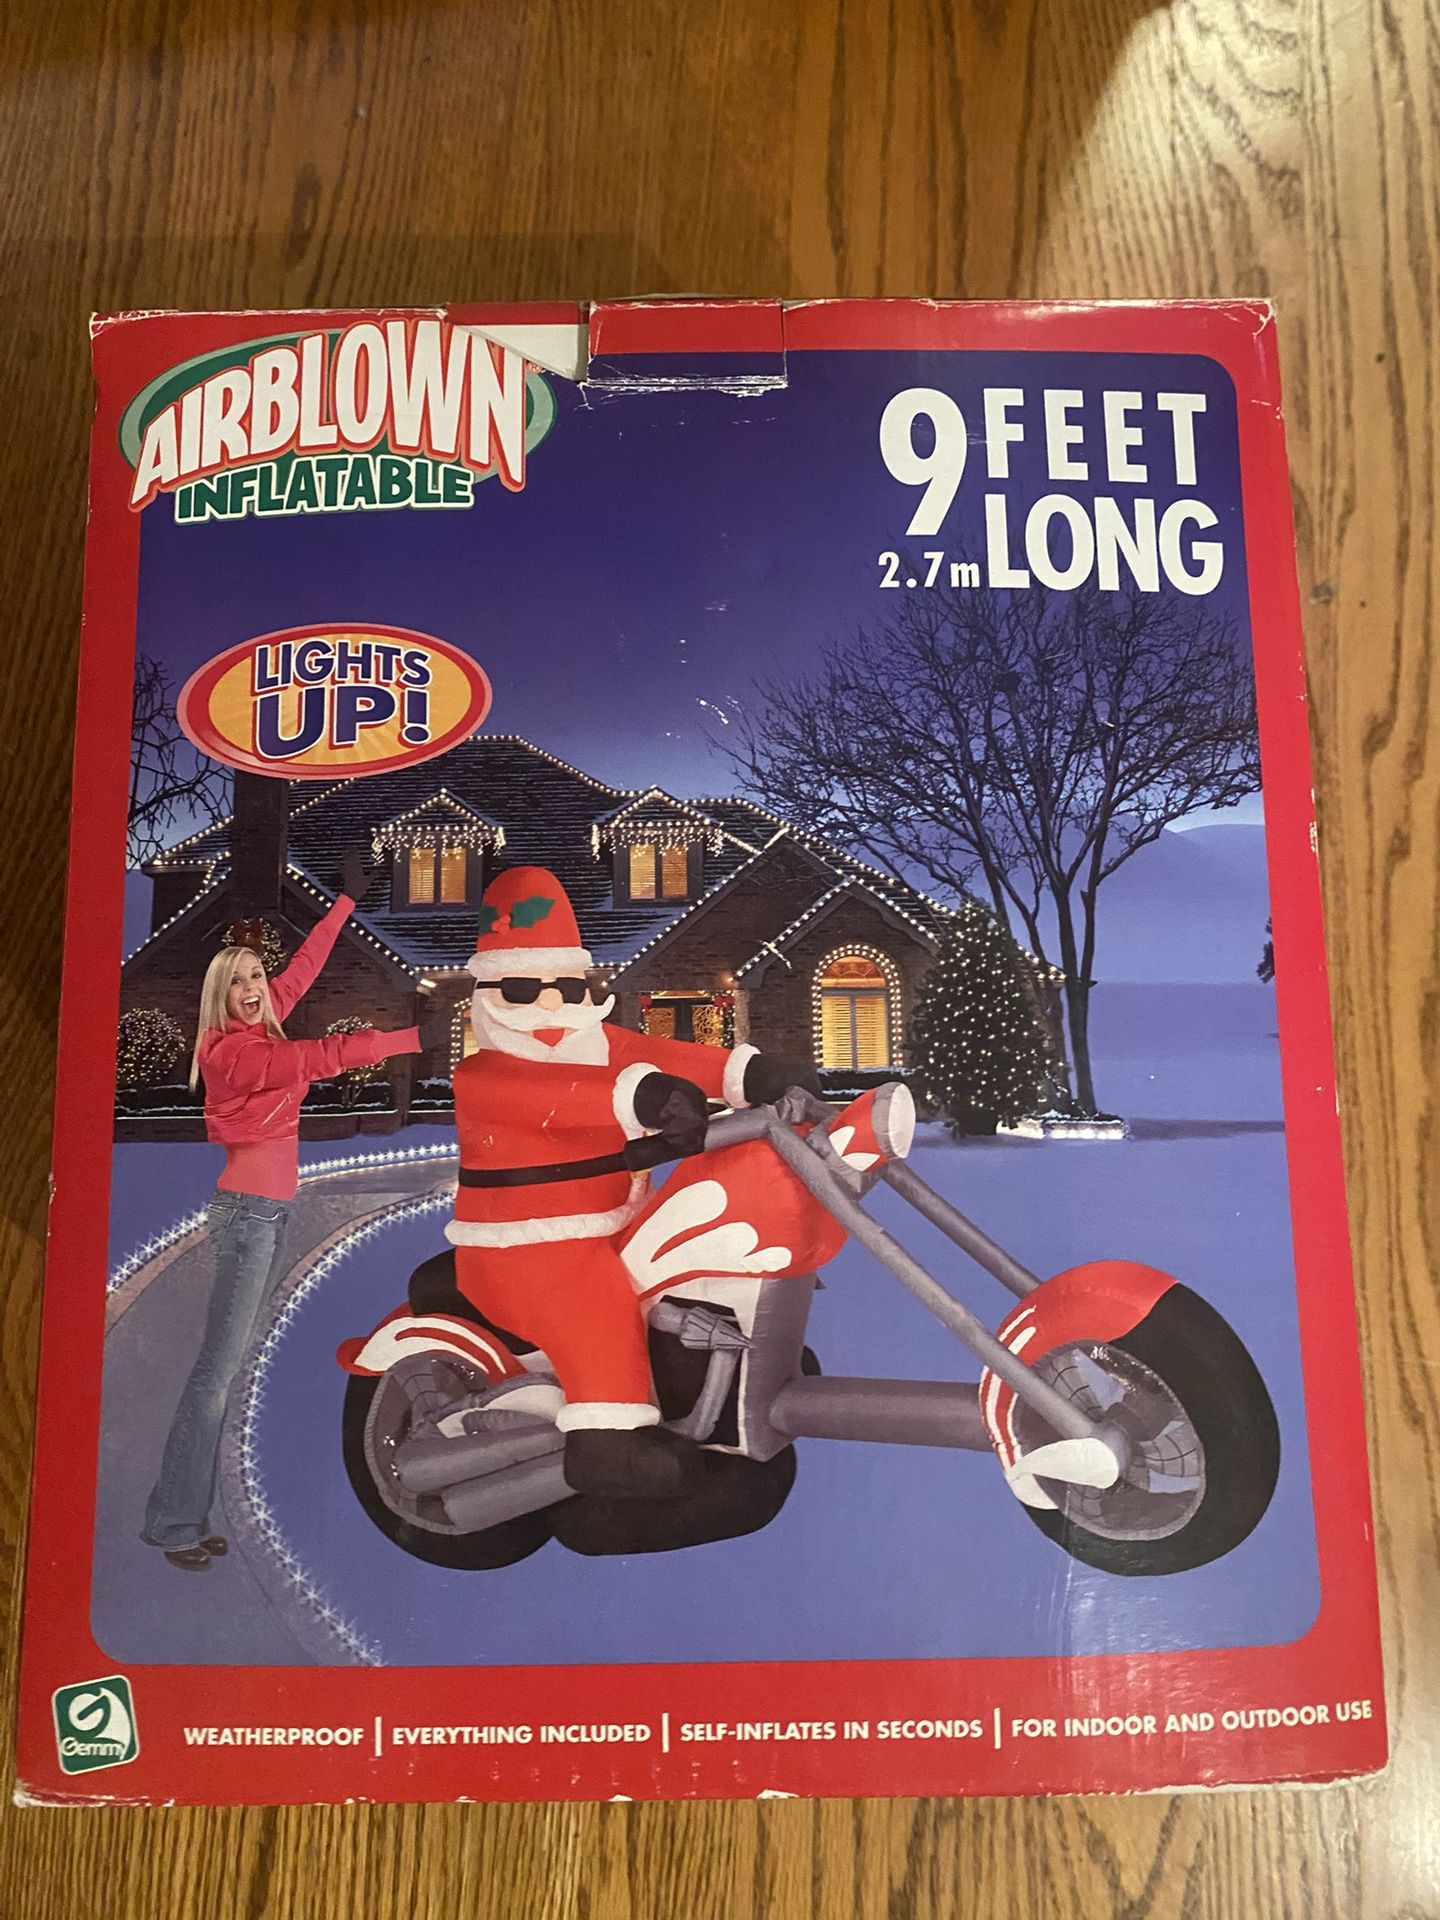 AIRBLOWN®
INFLATABLE
9 FEET
2.7m LONG
LIGHTS
UP!
Gemmy
WEATHERPROOF | EVERYTHING INCLUDED | SELF-INFLATES IN SECONDS | FOR INDOOR AND OUTDOOR USE